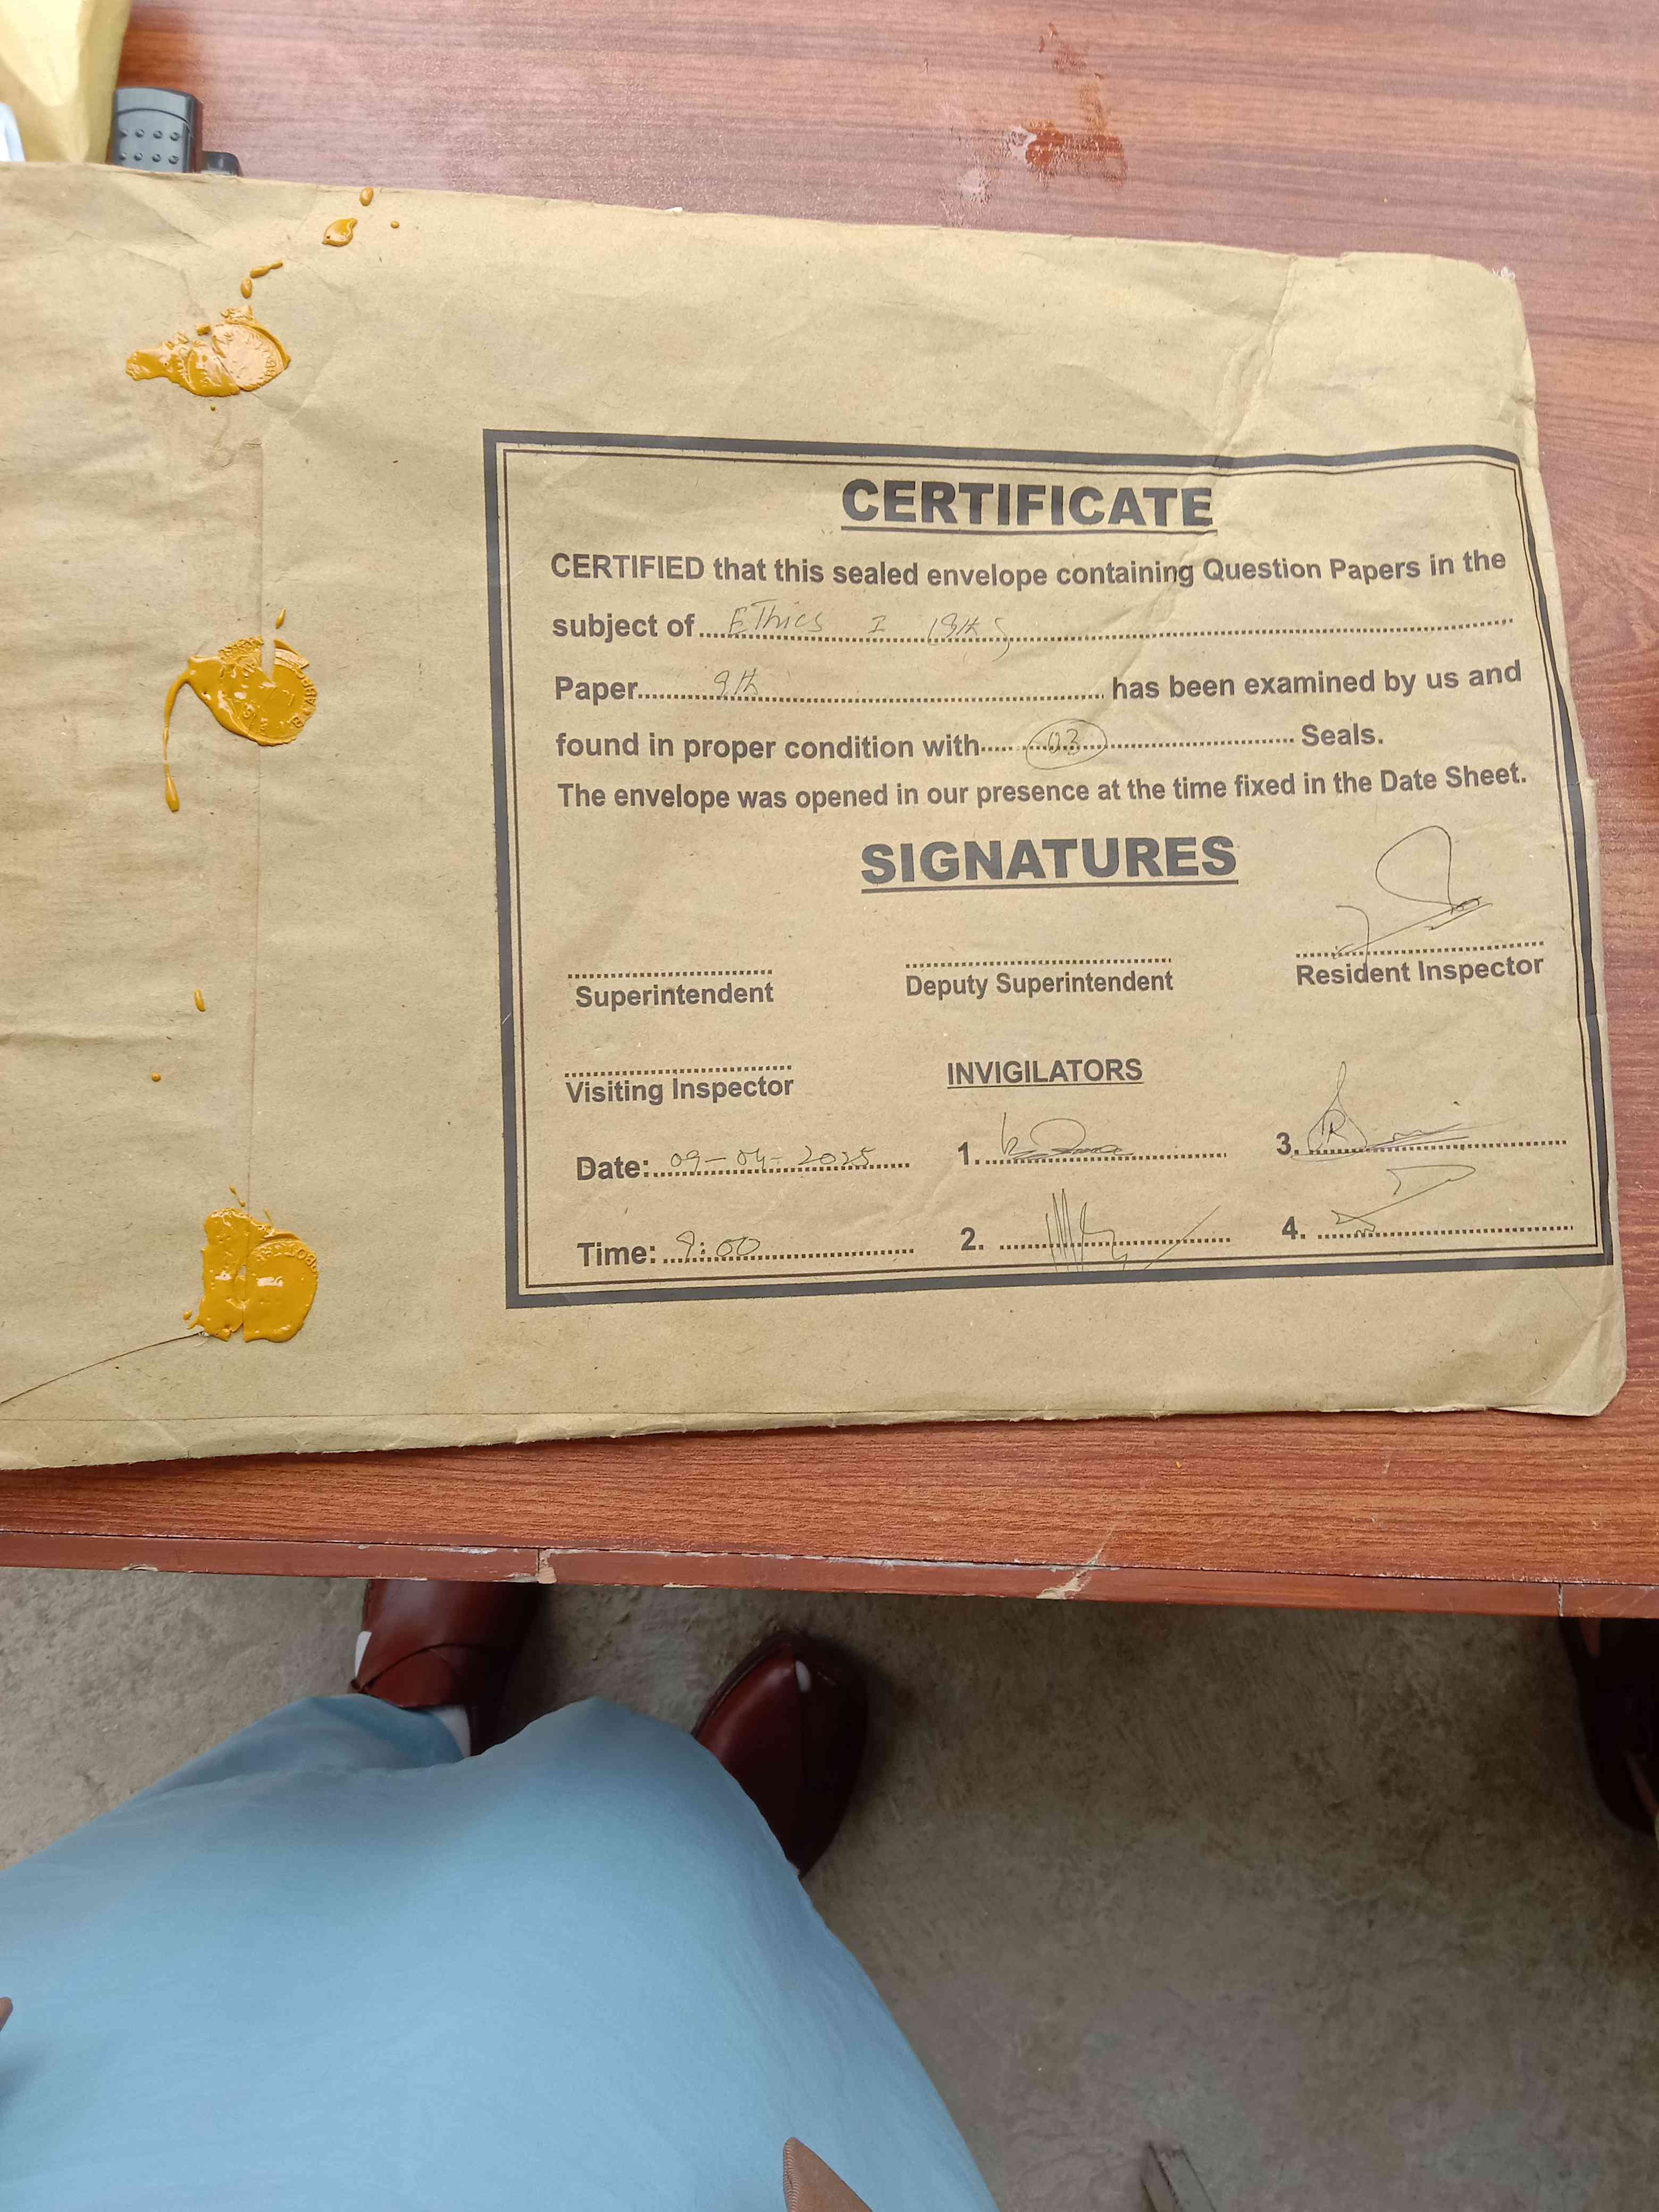 CERTIFICATE
CERTIFIED that this sealed envelope containing Question Papers in the
subject of.... Ethics I ....
Paper.... 9th .... has been examined by us and
found in proper condition with.... 03 .... Seals.
The envelope was opened in our presence at the time fixed in the Date Sheet.
SIGNATURES
Superintendent
Deputy Superintendent
Resident Inspector
Visiting Inspector
INVIGILATORS
Date: 09-04-2025
1.
3.
Time: 9:00
2.
4.